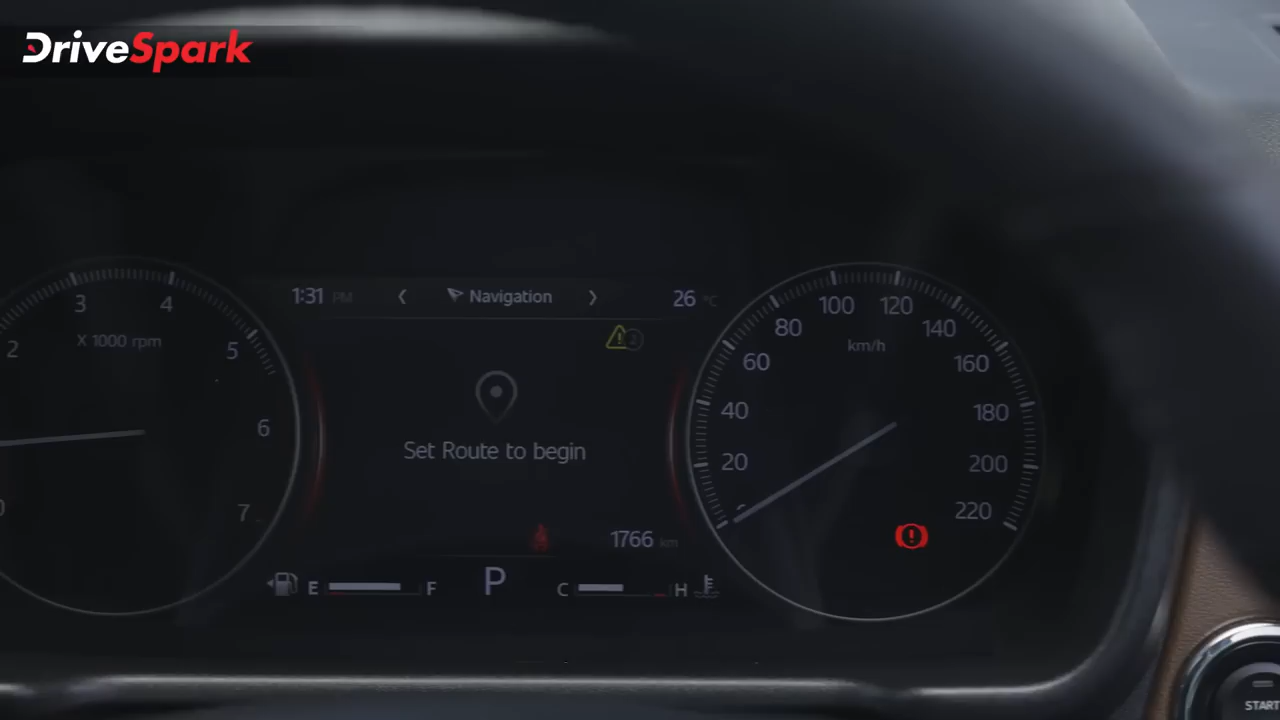 DriveSpark
1:31 PM
Navigation
26 °C
2
3
4
5
6
7
0
X 1000 rpm
Set Route to begin
1766 km
E
F
P
C
H
20
40
60
80
100
120
140
160
180
200
220
km/h
START